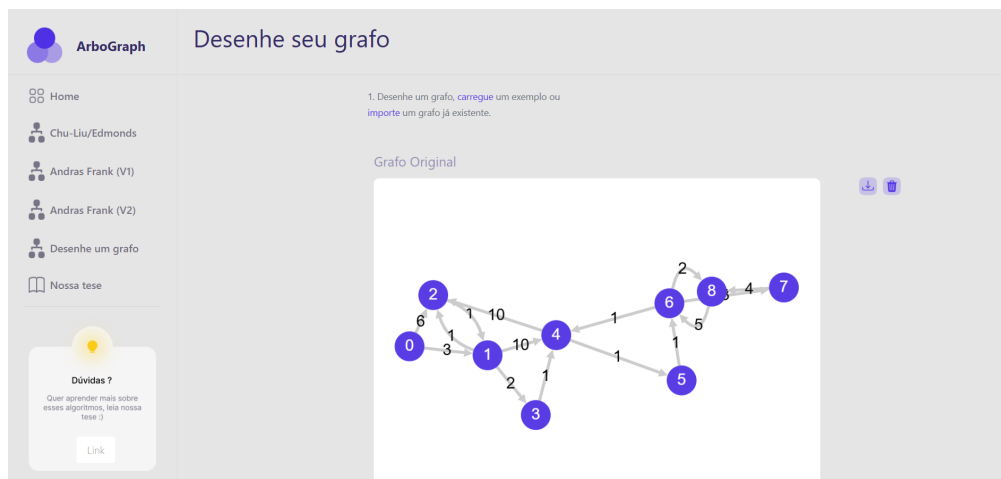 ArboGraph
Desenhe seu grafo
Home
Chu-Liu/Edmonds
Andras Frank (V1)
Andras Frank (V2)
Desenhe um grafo
Nossa tese
Dúvidas ?
Quer aprender mais sobre
esses algoritmos, leia nossa
tese :)
Link
1. Desenhe um grafo, carregue um exemplo ou
importe um grafo já existente.
Grafo Original
2
6
0
3
1
1
10
1
10
4
2
1
3
1
1
5
1
6
2
8
5
4
7